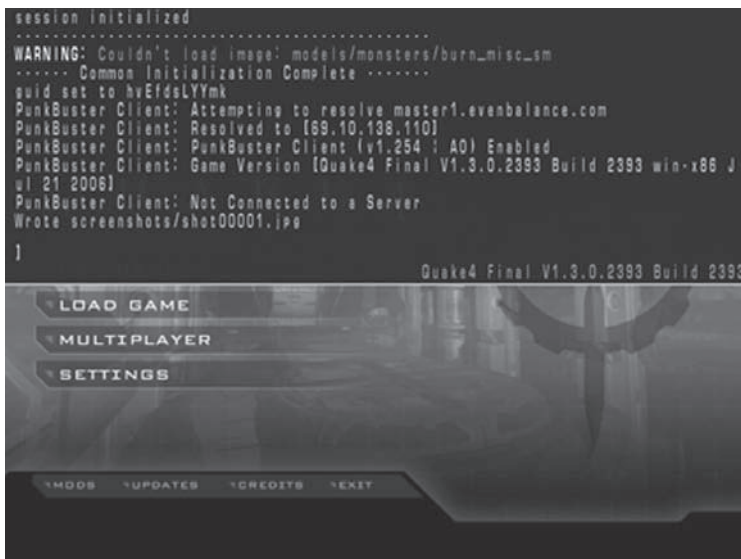 session initialized
--------------------------------------
WARNING: Couldn't load image: models/monsters/burn_misc_sm
------ Common Initialization Complete -------
guid set to hvEfdsLYYmk
PunkBuster Client: Attempting to resolve master1.evenbalance.com
PunkBuster Client: Resolved to [69.10.138.110]
PunkBuster Client: PunkBuster Client (v1.254 | A0) Enabled
PunkBuster Client: Game Version [Quake4 Final V1.3.0.2393 Build 2393 win-x86 J
ul 21 2006]
PunkBuster Client: Not Connected to a Server
Wrote screenshots/shot00001.jpg
]
Quake4 Final V1.3.0.2393 Build 2393
LOAD GAME
MULTIPLAYER
SETTINGS
MODS UPDATES CREDITS EXIT